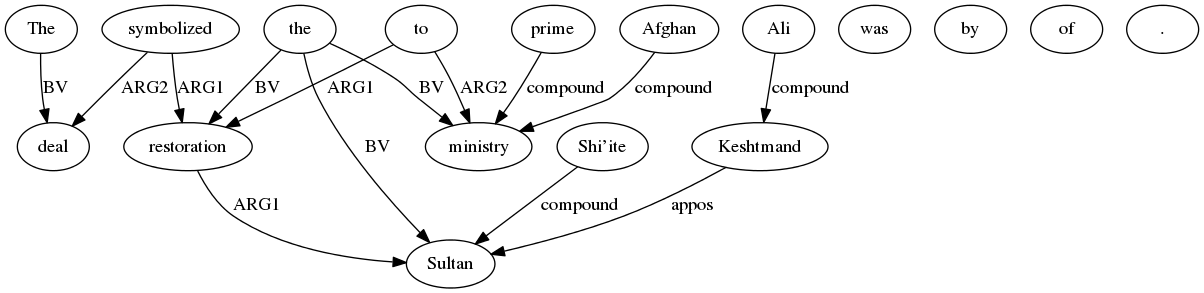 The symbolized the to prime Afghan Ali was by of .
BV ARG2 ARG1 BV ARG1 BV ARG2 compound compound compound
deal restoration ministry Shi'ite Keshtmand
ARG1 BV compound appos
Sultan